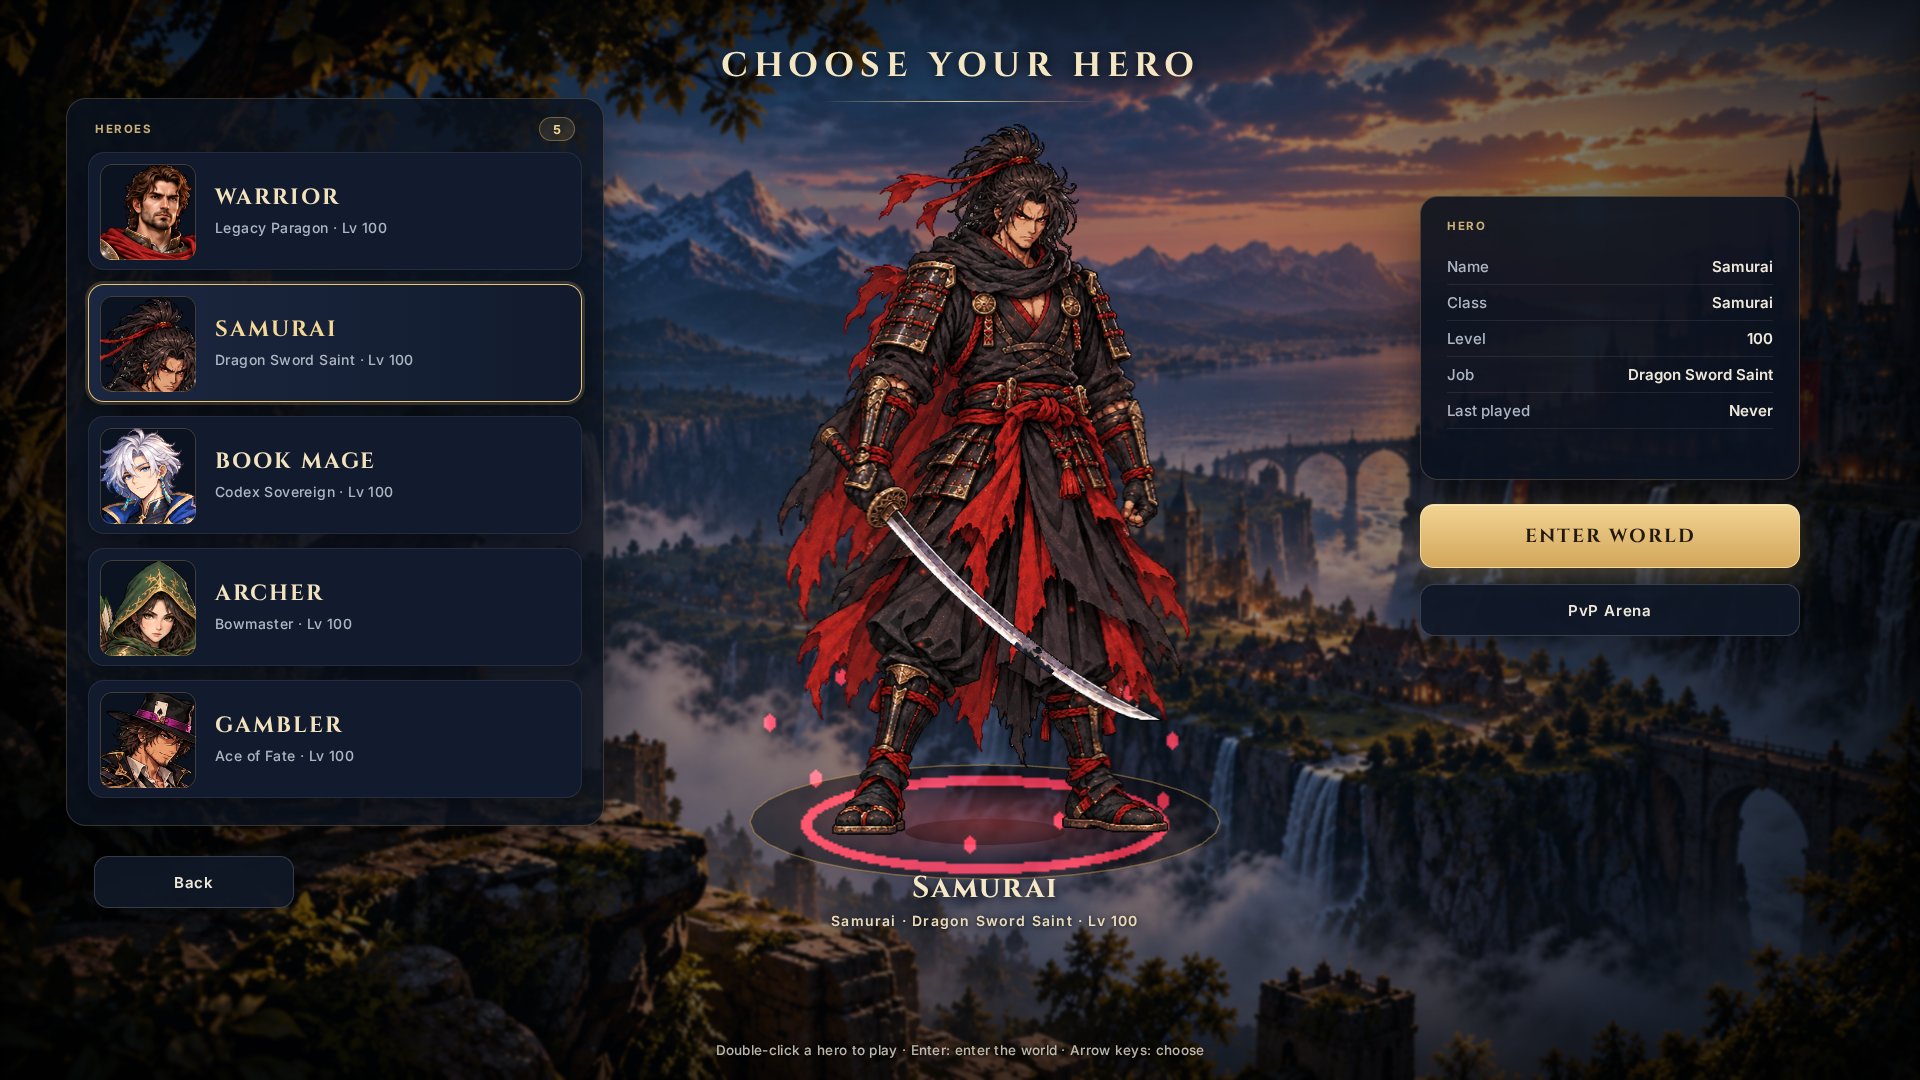 CHOOSE YOUR HERO
HEROES
5
WARRIOR
Legacy Paragon · Lv 100
SAMURAI
Dragon Sword Saint · Lv 100
BOOK MAGE
Codex Sovereign · Lv 100
ARCHER
Bowmaster · Lv 100
GAMBLER
Ace of Fate · Lv 100
Back
SAMURAI
Samurai · Dragon Sword Saint · Lv 100
HERO
Name Samurai
Class Samurai
Level 100
Job Dragon Sword Saint
Last played Never
ENTER WORLD
PvP Arena
Double-click a hero to play · Enter: enter the world · Arrow keys: choose